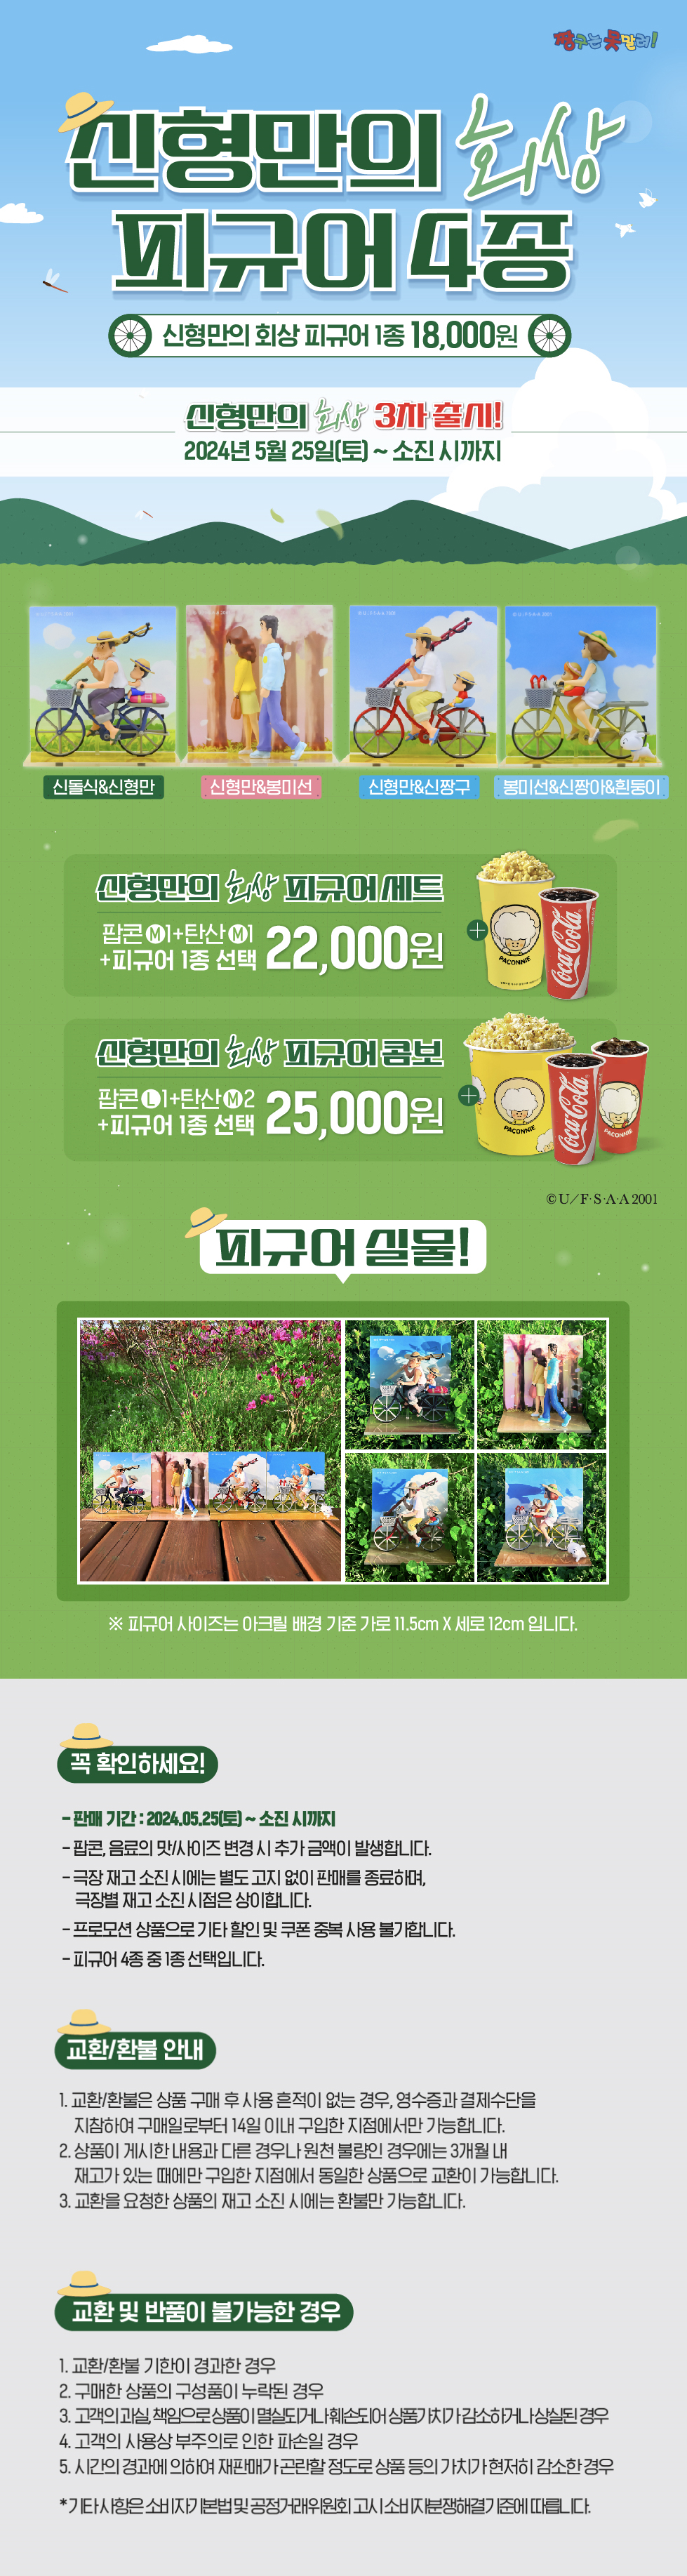 짱구는 못말려!
신형만의 회상
피규어 4종
신형만의 회상 피규어 1종 18,000원
신형만의 회상 3차 출시!
2024년 5월 25일(토) ~ 소진 시까지
신돌식&신형만
신형만&봉미선
신형만&신짱구
봉미선&신짱아&흰둥이
신형만의 회상 피규어 세트
팝콘 M1+탄산 M1
+피규어 1종 선택 22,000원
PACONNIE
Coca-Cola
신형만의 회상 피규어 콤보
팝콘 L1+탄산 M2
+피규어 1종 선택 25,000원
PACONNIE
Coca-Cola
PACONNIE
© U/F·S·A·A 2001
피규어 실물!
※ 피규어 사이즈는 아크릴 배경 기준 가로 11.5cm X 세로 12cm 입니다.
꼭 확인하세요!
- 판매 기간 : 2024.05.25(토) ~ 소진 시까지
- 팝콘, 음료의 맛/사이즈 변경 시 추가 금액이 발생합니다.
- 극장 재고 소진 시에는 별도 고지 없이 판매를 종료하며,
극장별 재고 소진 시점은 상이합니다.
- 프로모션 상품으로 기타 할인 및 쿠폰 중복 사용 불가합니다.
- 피규어 4종 중 1종 선택입니다.
교환/환불 안내
1. 교환/환불은 상품 구매 후 사용 흔적이 없는 경우, 영수증과 결제수단을
지참하여 구매일로부터 14일 이내 구입한 지점에서만 가능합니다.
2. 상품이 게시한 내용과 다른 경우나 원천 불량인 경우에는 3개월 내
재고가 있는 때에만 구입한 지점에서 동일한 상품으로 교환이 가능합니다.
3. 교환을 요청한 상품의 재고 소진 시에는 환불만 가능합니다.
교환 및 반품이 불가능한 경우
1. 교환/환불 기한이 경과한 경우
2. 구매한 상품의 구성품이 누락된 경우
3. 고객의 과실, 책임으로 상품이 멸실되거나 훼손되어 상품가치가 감소하거나 상실된 경우
4. 고객의 사용상 부주의로 인한 파손일 경우
5. 시간의 경과에 의하여 재판매가 곤란할 정도로 상품 등의 가치가 현저히 감소한 경우
* 기타 사항은 소비자기본법 및 공정거래위원회 고시 소비자분쟁해결기준에 따릅니다.